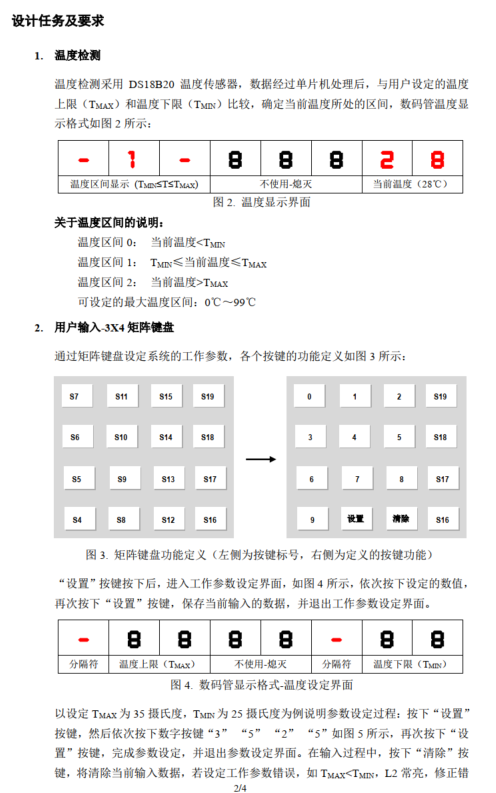 设计任务及要求
1. 温度检测
温度检测采用 DS18B20 温度传感器，数据经过单片机处理后，与用户设定的温度
上限（TMAX）和温度下限（TMIN）比较，确定当前温度所处的区间，数码管温度显
示格式如图 2 所示：
- 1 - 8 8 8 2 8
温度区间显示 (TMIN≤T≤TMAX) 不使用-熄灭 当前温度（28℃）
图 2. 温度显示界面
关于温度区间的说明：
温度区间 0： 当前温度<TMIN
温度区间 1： TMIN≤当前温度≤TMAX
温度区间 2： 当前温度>TMAX
可设定的最大温度区间：0℃～99℃
2. 用户输入-3X4 矩阵键盘
通过矩阵键盘设定系统的工作参数，各个按键的功能定义如图 3 所示：
S7 S11 S15 S19 0 1 2 S19
S6 S10 S14 S18 3 4 5 S18
S5 S9 S13 S17 6 7 8 S17
S4 S8 S12 S16 9 设置 清除 S16
图 3. 矩阵键盘功能定义（左侧为按键标号，右侧为定义的按键功能）
“设置”按键按下后，进入工作参数设定界面，如图 4 所示，依次按下设定的数值，
再次按下“设置”按键，保存当前输入的数据，并退出工作参数设定界面。
- 8 8 8 8 - 8 8
分隔符 温度上限（TMAX） 不使用-熄灭 分隔符 温度下限（TMIN）
图 4. 数码管显示格式-温度设定界面
以设定 TMAX 为 35 摄氏度，TMIN 为 25 摄氏度为例说明参数设定过程：按下“设置”
按键，然后依次按下数字按键“3” “5” “2” “5”如图 5 所示，再次按下“设
置”按键，完成参数设定，并退出参数设定界面。在输入过程中，按下“清除”按
键，将清除当前输入数据，若设定工作参数错误，如 TMAX<TMIN，L2 常亮，修正错
2/4